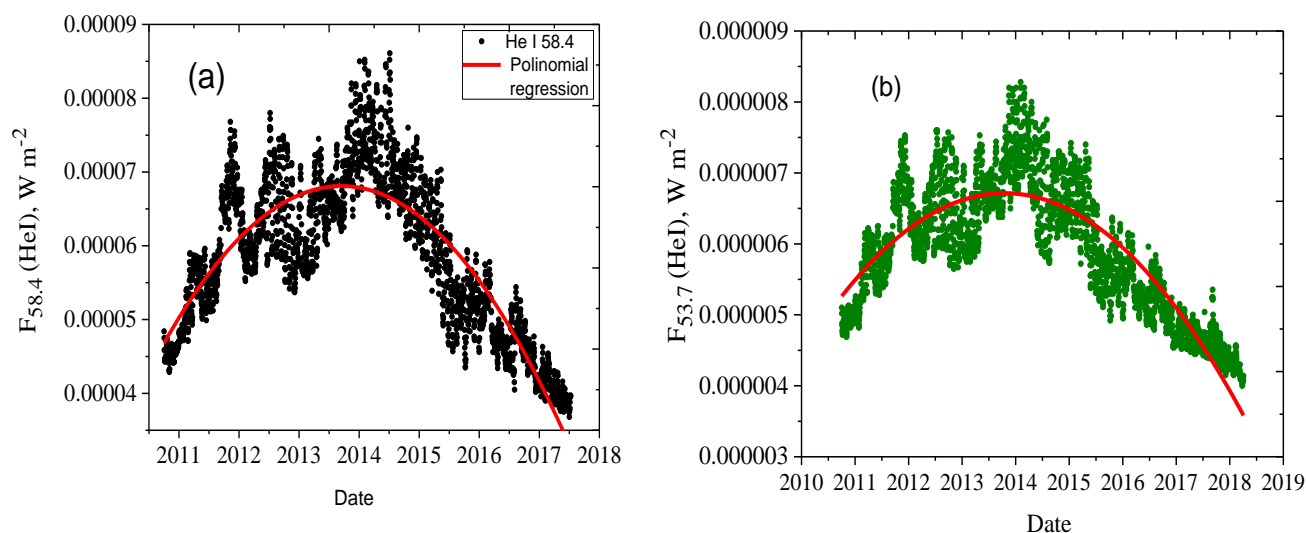 (a)
He I 58.4
Polinomial
regression
F58.4 (HeI), W m-2
0.00009
0.00008
0.00007
0.00006
0.00005
0.00004
2011 2012 2013 2014 2015 2016 2017 2018
Date
(b)
F53.7 (HeI), W m-2
0.000009
0.000008
0.000007
0.000006
0.000005
0.000004
0.000003
2010 2011 2012 2013 2014 2015 2016 2017 2018 2019
Date